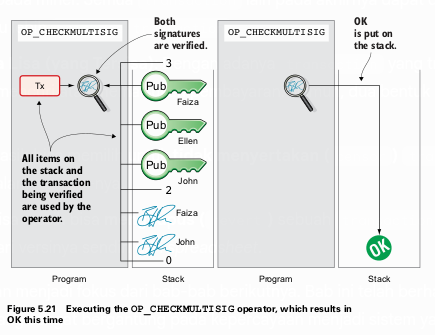 OP_CHECKMULTISIG
Both
signatures
are verified.
OP_CHECKMULTISIG
OK
is put on
the stack.
3
Tx
Pub
Faiza
Pub
Ellen
All items on
the stack and
the transaction
being verified
are used by the
operator.
Pub
John
2
Faiza
John
0
OK
Program
Stack
Program
Stack
Figure 5.21 Executing the OP_CHECKMULTISIG operator, which results in
OK this time